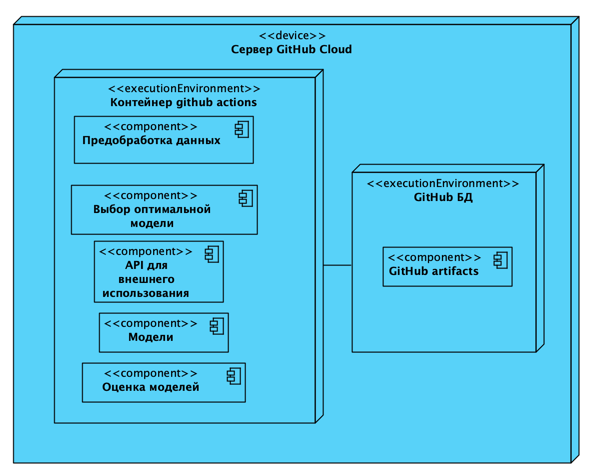 <<device>>
Сервер GitHub Cloud
<<executionEnvironment>>
Контейнер github actions
<<component>>
Предобработка данных
<<component>>
Выбор оптимальной
модели
<<component>>
API для
внешнего
использования
<<component>>
Модели
<<component>>
Оценка моделей
<<executionEnvironment>>
GitHub БД
<<component>>
GitHub artifacts